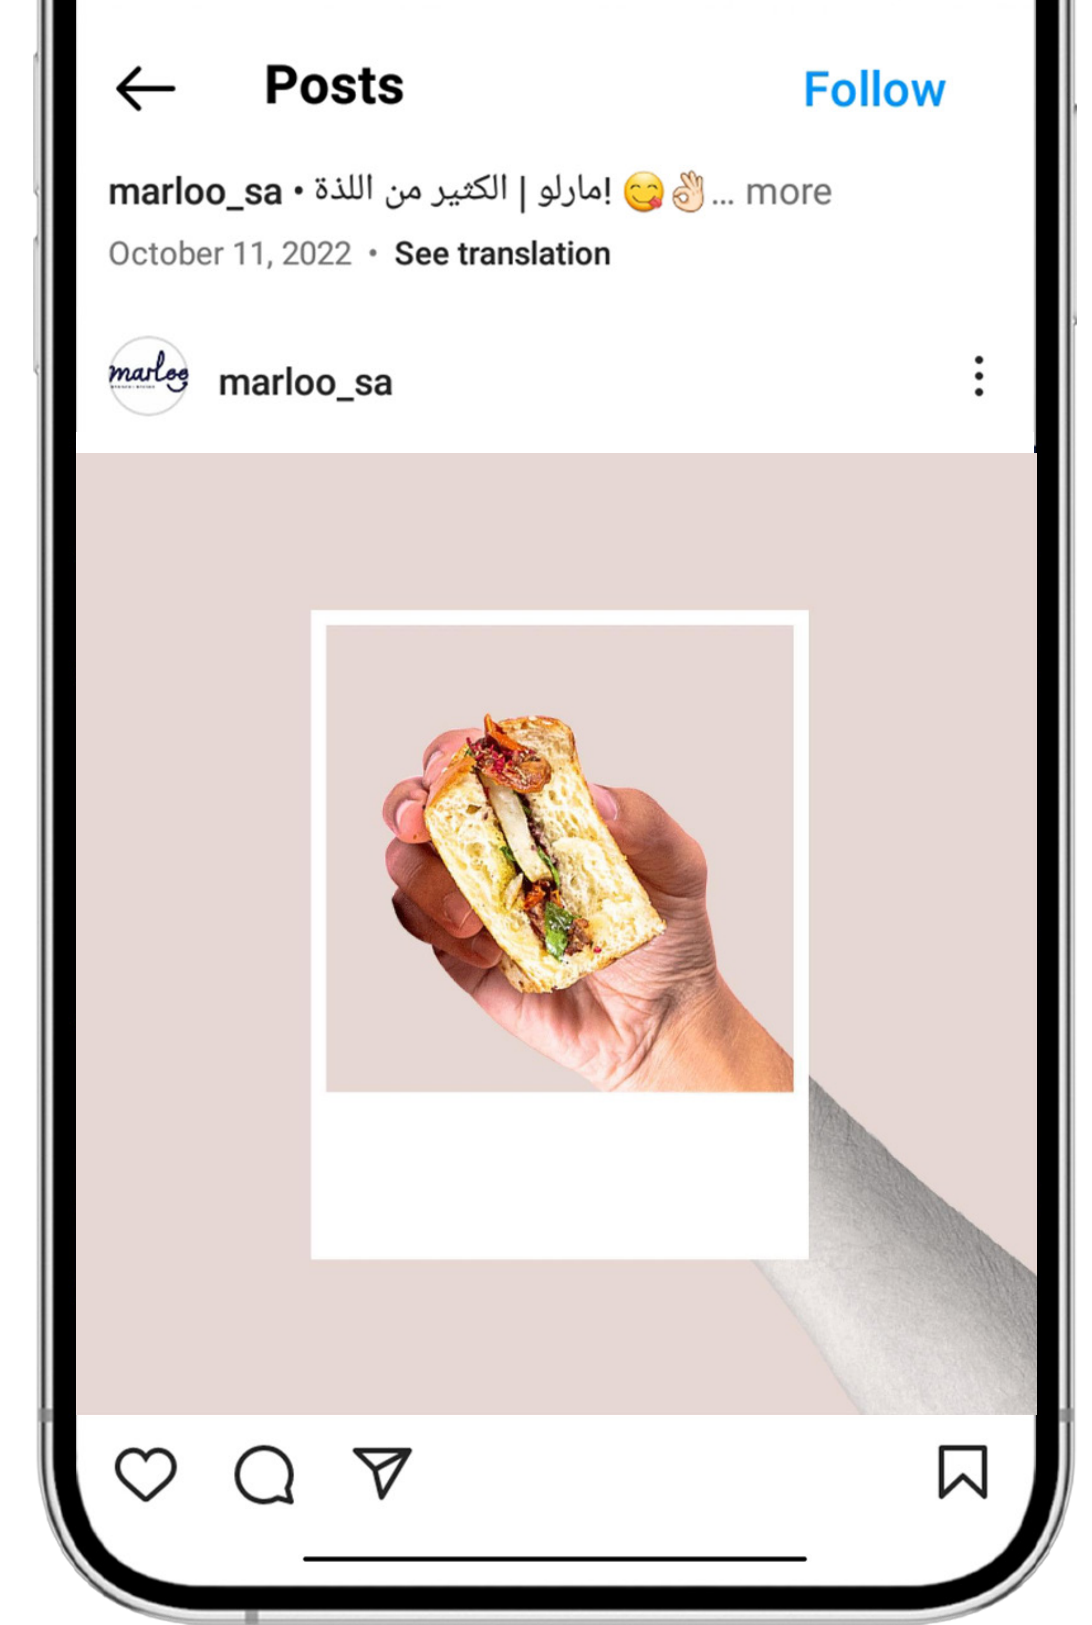 Posts
Follow
marloo_sa • مارلو | الكثير من اللذة! 😋👌🏻... more
October 11, 2022 • See translation
marloo
marloo_sa